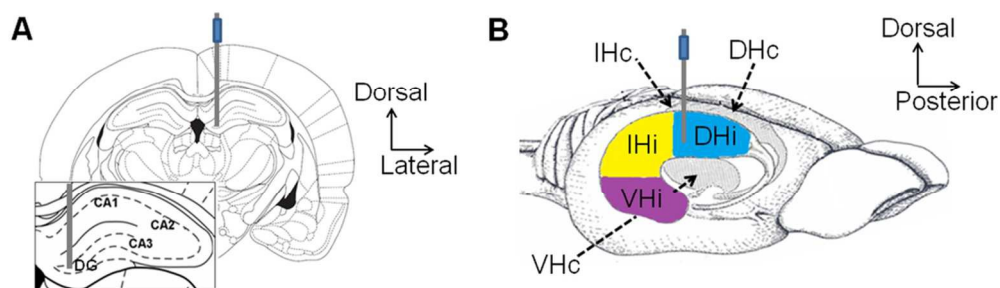 A
Dorsal
Lateral
CA1
CA2
CA3
DG
B
Dorsal
Posterior
IHc
DHc
IHi
DHi
VHi
VHc